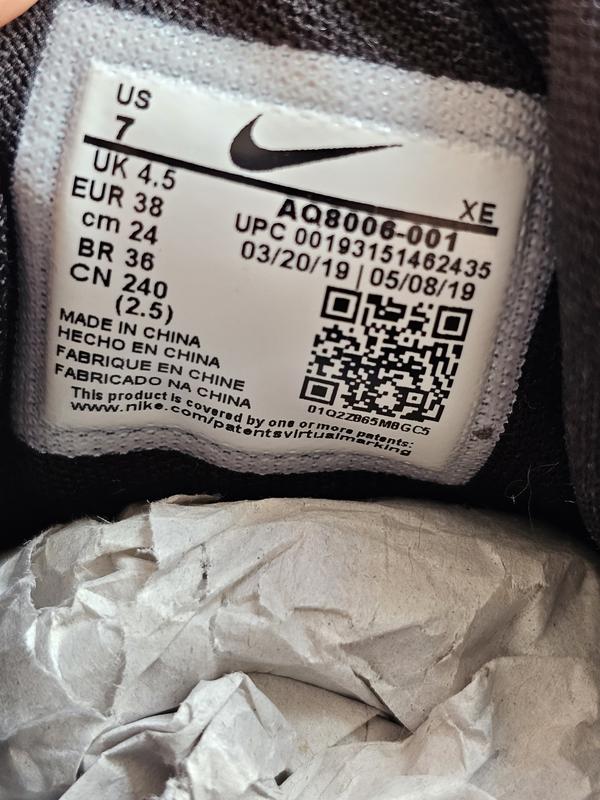 US
7
XE
UK 4.5
EUR 38
cm 24
BR 36
CN 240
(2.5)
AQ8006-001
UPC 00193151462435
03/20/19 | 05/08/19
MADE IN CHINA
HECHO EN CHINA
FABRIQUE EN CHINE
FABRICADO NA CHINA
01Q2ZB65M8GC5
This product is covered by one or more patents:
www.nike.com/patentsvirtualmarking